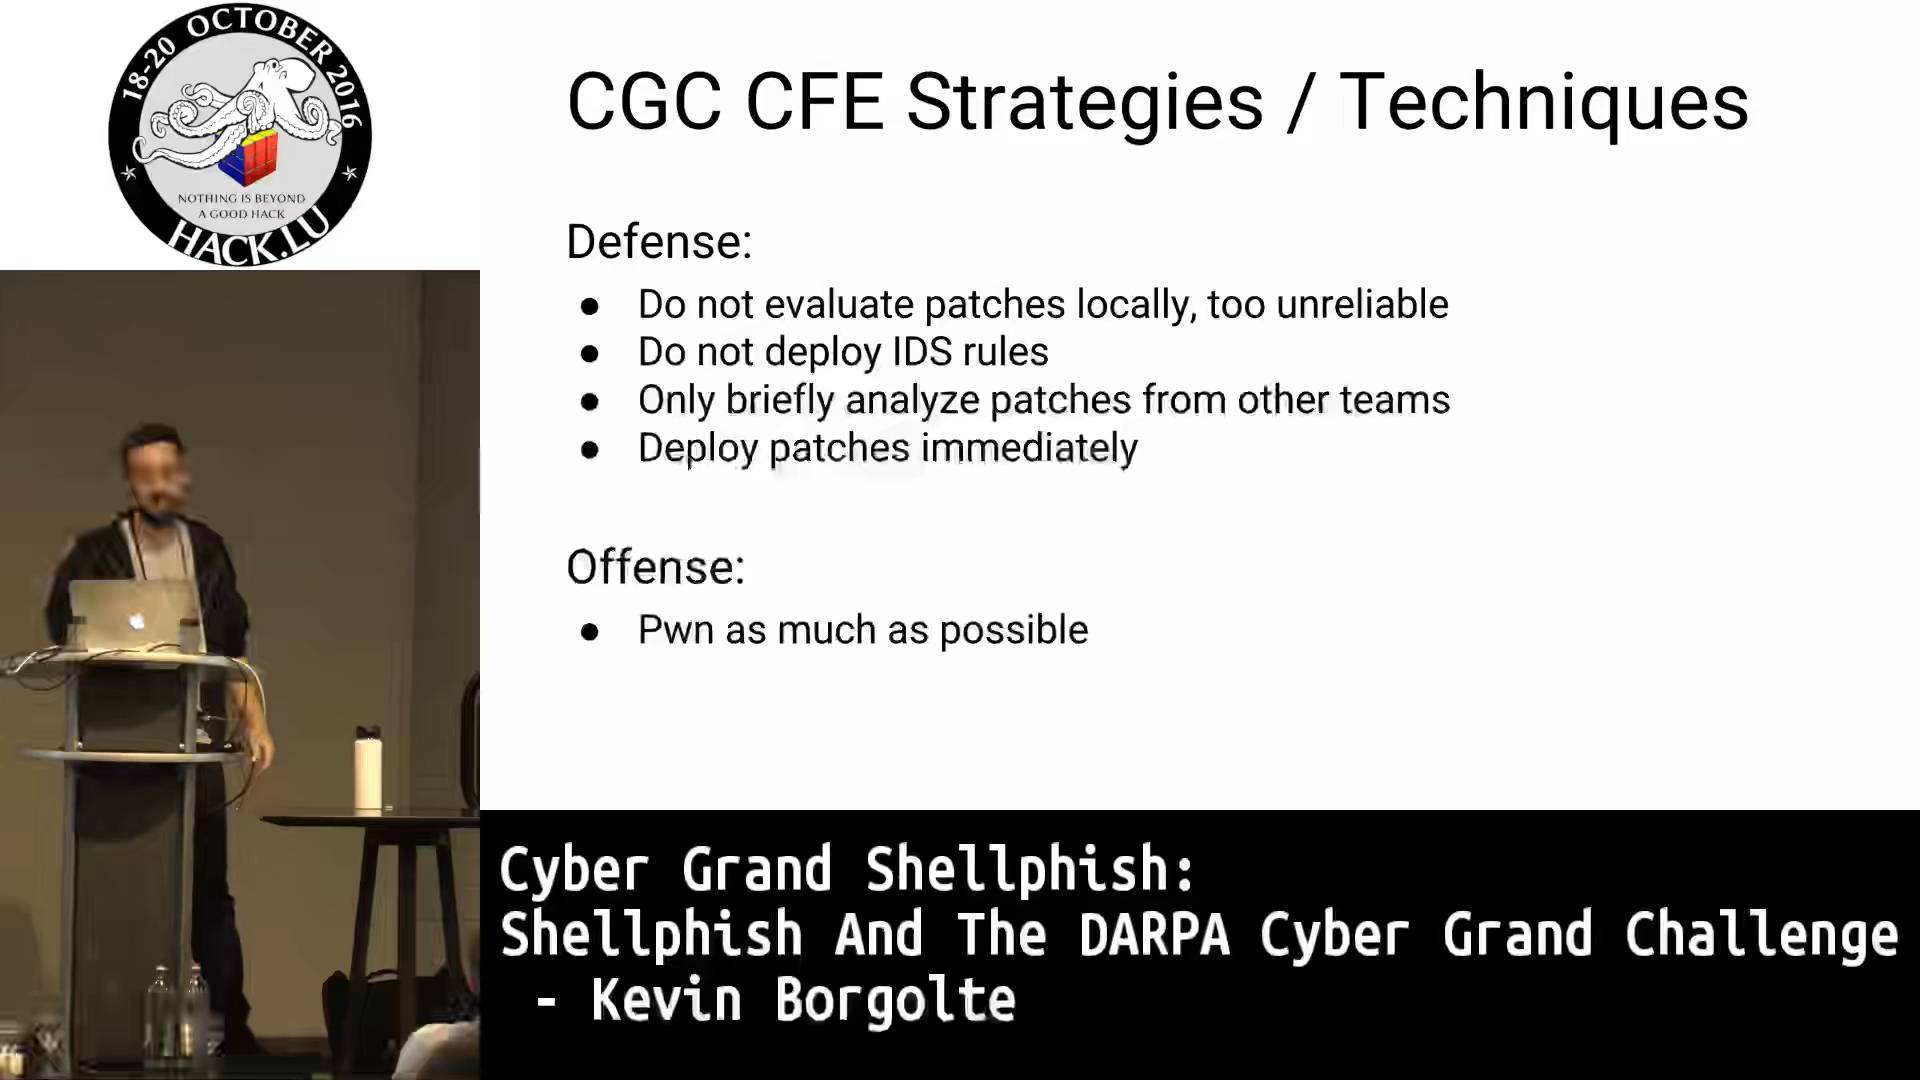 18-20 OCTOBER 2016
NOTHING IS BEYOND
A GOOD HACK
HACK.LU
CGC CFE Strategies / Techniques
Defense:
● Do not evaluate patches locally, too unreliable
● Do not deploy IDS rules
● Only briefly analyze patches from other teams
● Deploy patches immediately
Offense:
● Pwn as much as possible
Cyber Grand Shellphish:
Shellphish And The DARPA Cyber Grand Challenge
- Kevin Borgolte